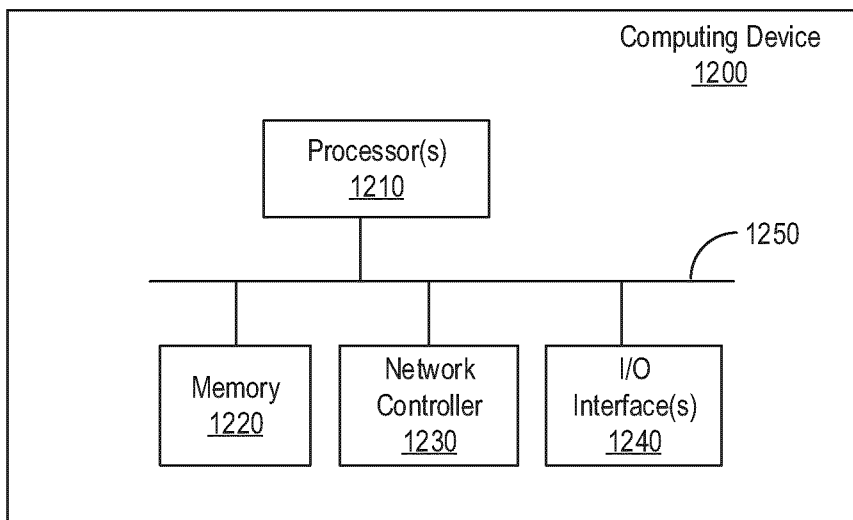 Computing Device
1200
Processor(s)
1210
1250
Memory
1220
Network
Controller
1230
I/O
Interface(s)
1240